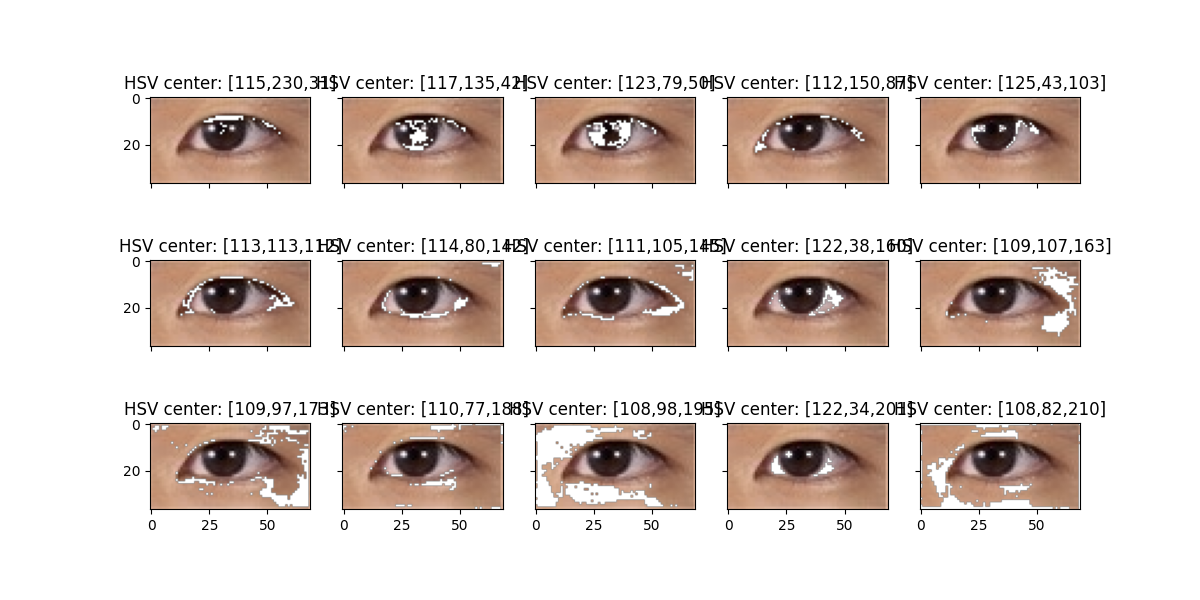 HSV center: [115,230,31] HSV center: [117,135,42] HSV center: [123,79,50] HSV center: [112,150,87] HSV center: [125,43,103]
0
20
HSV center: [113,113,112] HSV center: [114,80,142] HSV center: [111,105,145] HSV center: [122,38,160] HSV center: [109,107,163]
0
20
HSV center: [109,97,173] HSV center: [110,77,188] HSV center: [108,98,195] HSV center: [122,34,201] HSV center: [108,82,210]
0
20
0 25 50 0 25 50 0 25 50 0 25 50 0 25 50